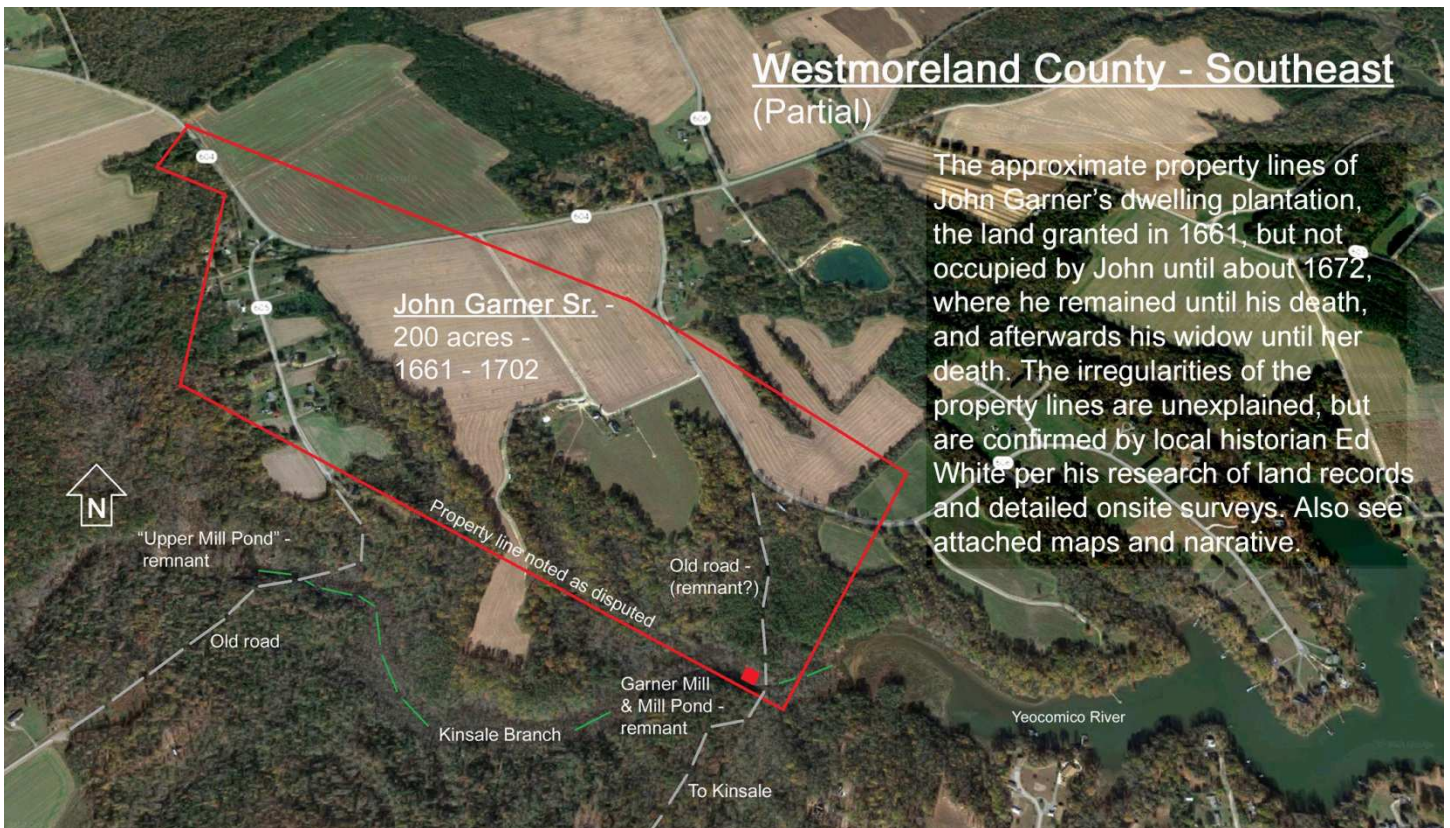 Westmoreland County - Southeast
(Partial)
The approximate property lines of
John Garner’s dwelling plantation,
the land granted in 1661, but not
occupied by John until about 1672,
where he remained until his death,
and afterwards his widow until her
death. The irregularities of the
property lines are unexplained, but
are confirmed by local historian Ed
White per his research of land records
and detailed onsite surveys. Also see
attached maps and narrative.
604
604
604
605
John Garner Sr. -
200 acres -
1661 - 1702
N
“Upper Mill Pond” -
remnant
Old road
Property line noted as disputed
Old road -
(remnant?)
Garner Mill
& Mill Pond -
remnant
Kinsale Branch
Yeocomico River
To Kinsale